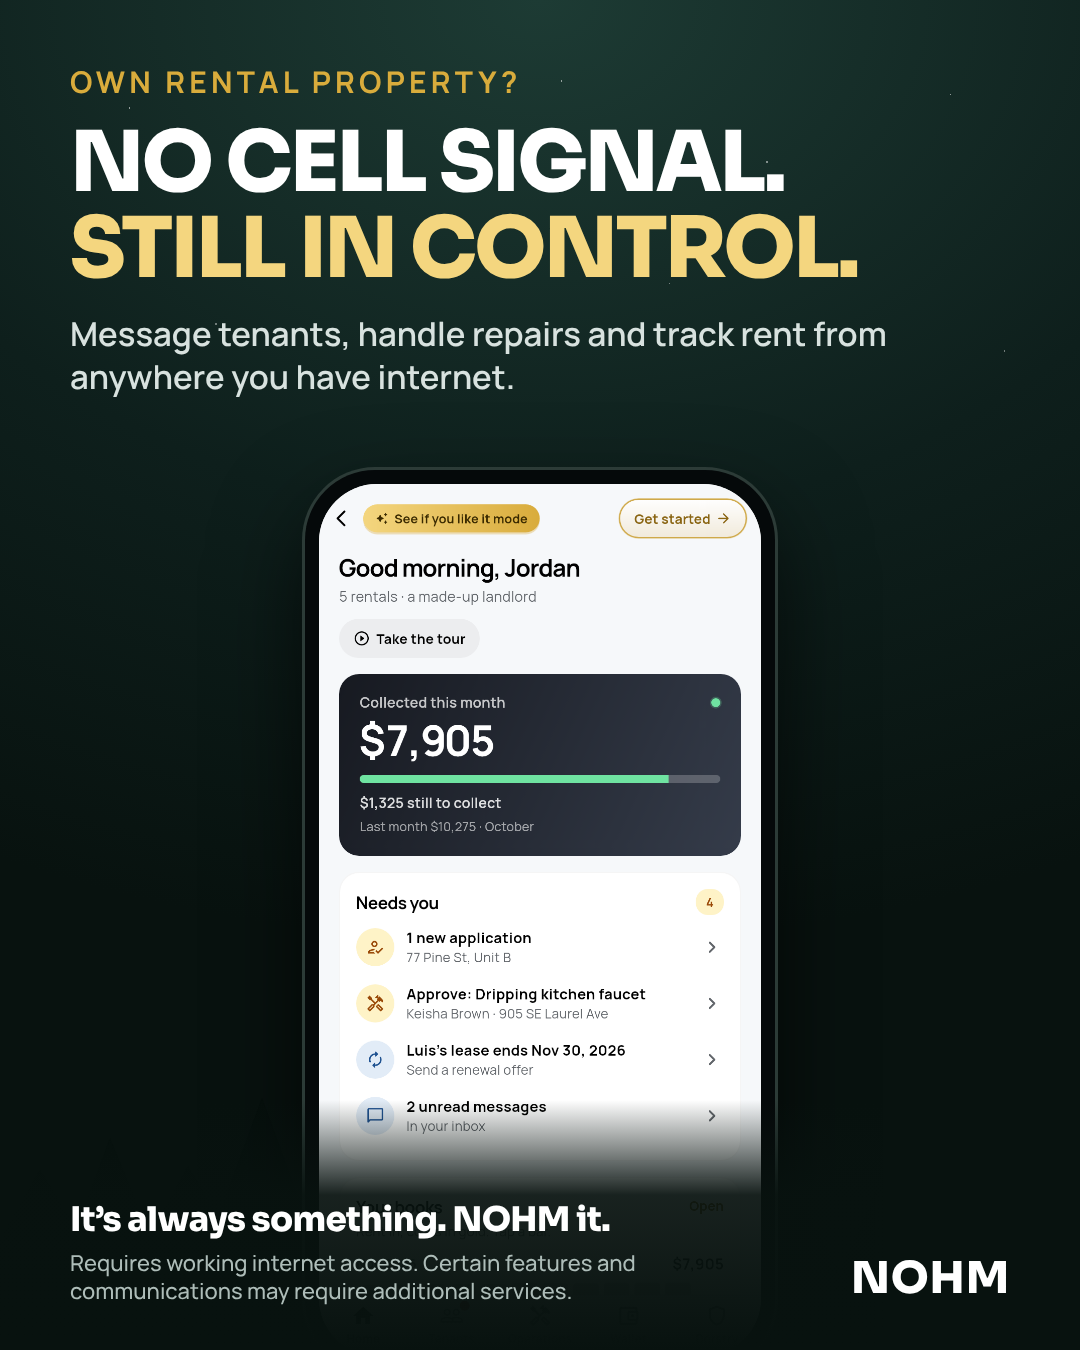 OWN RENTAL PROPERTY?
NO CELL SIGNAL.
STILL IN CONTROL.
Message tenants, handle repairs and track rent from
anywhere you have internet.
See if you like it mode
Get started
Good morning, Jordan
5 rentals · a made-up landlord
Take the tour
Collected this month
$7,905
$1,325 still to collect
Last month $10,275 · October
Needs you
4
1 new application
77 Pine St, Unit B
Approve: Dripping kitchen faucet
Keisha Brown · 905 SE Laurel Ave
Luis's lease ends Nov 30, 2026
Send a renewal offer
2 unread messages
In your inbox
Open
It's always something. NOHM it.
$7,905
Requires working internet access. Certain features and
communications may require additional services.
NOHM